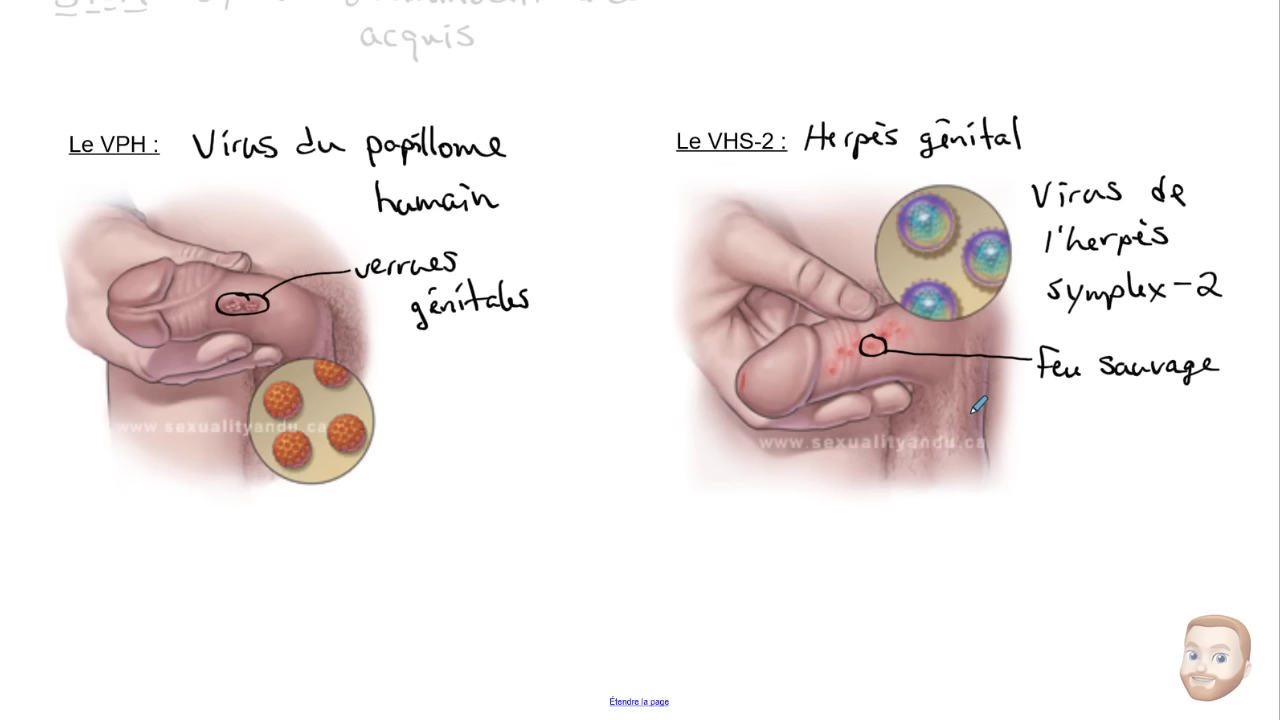 acquis
Le VPH : Virus du papillome
humain
verrues
génitales
www.sexualityandu.ca
Le VHS-2 : Herpès génital
Virus de
l'herpès
symplex-2
Feu sauvage
www.sexualityandu.ca
Étendre la page